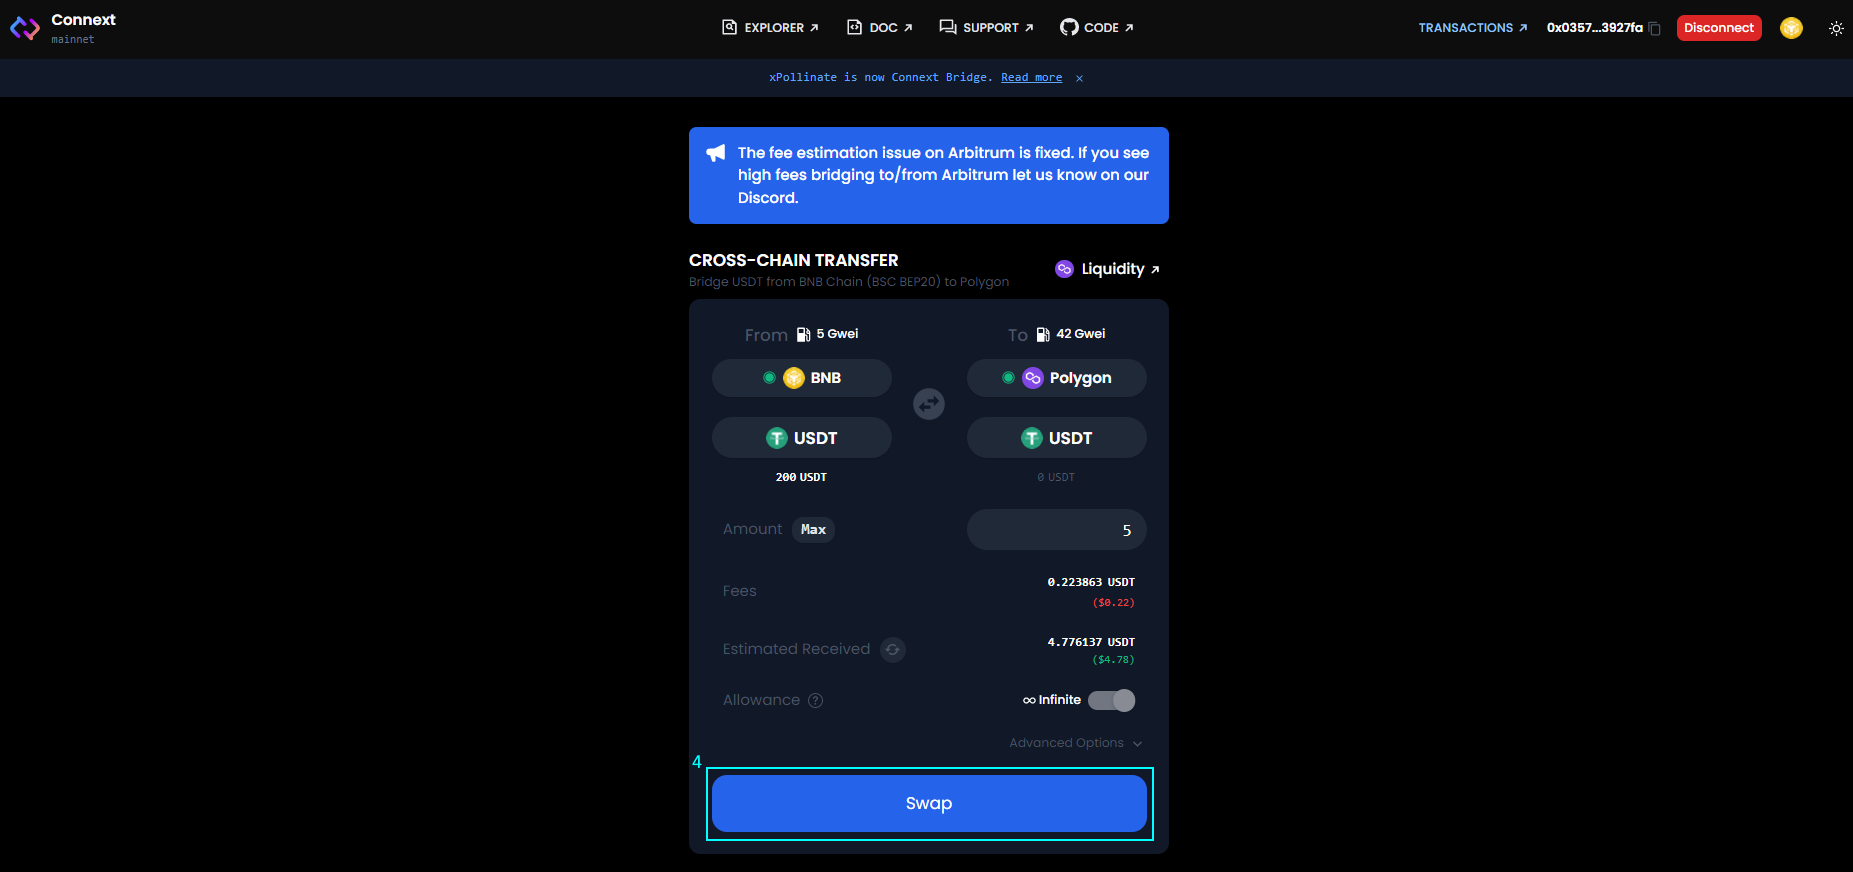 Connext
mainnet
EXPLORER DOC SUPPORT CODE
TRANSACTIONS 0x0357...3927fa Disconnect
xPollinate is now Connext Bridge. Read more ×
The fee estimation issue on Arbitrum is fixed. If you see
high fees bridging to/from Arbitrum let us know on our
Discord.
CROSS-CHAIN TRANSFER
Bridge USDT from BNB Chain (BSC BEP20) to Polygon
Liquidity
From 5 Gwei
To 42 Gwei
BNB
Polygon
USDT
USDT
200 USDT
0 USDT
Amount Max 5
Fees 0.223863 USDT
($0.22)
Estimated Received 4.776137 USDT
($4.78)
Allowance ? ∞ Infinite
Advanced Options
4
Swap